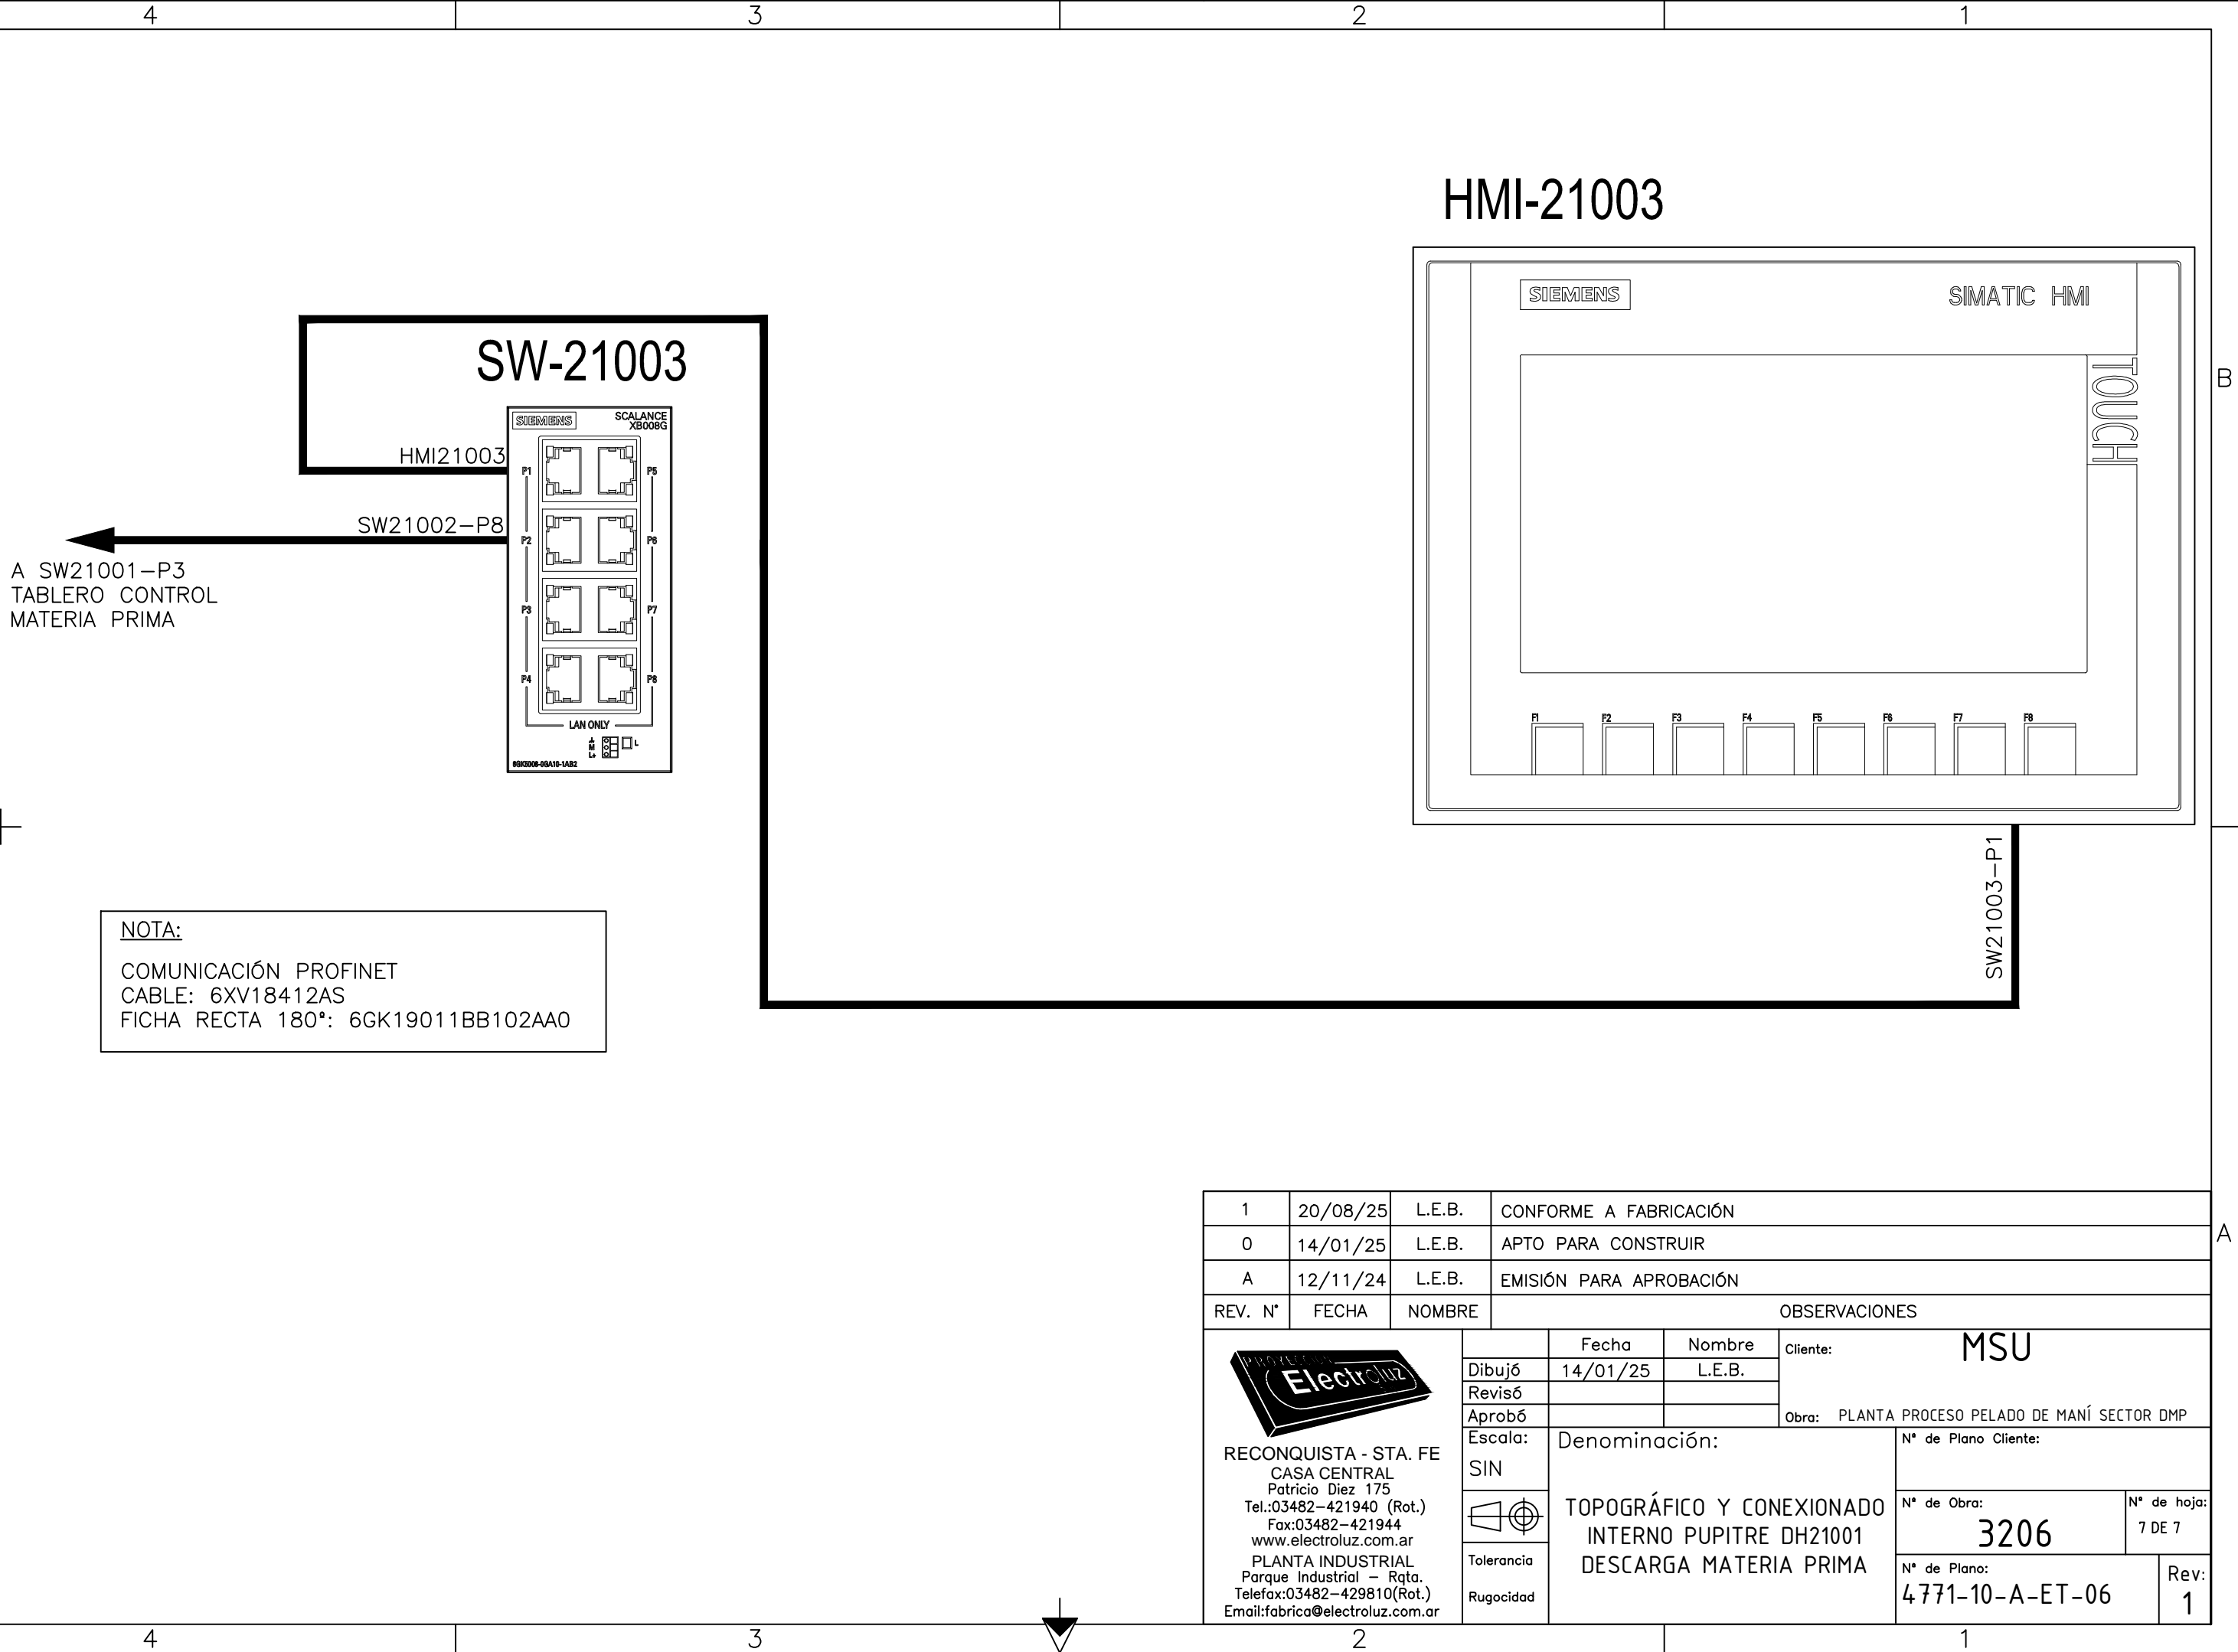 4 3 2 1
HMI-21003
SIEMENS
SIMATIC HMI
TOUCH
B
SW-21003
SIEMENS
SCALANCE
XB008G
HMI21003
P1 P5
SW21002-P8
P2 P6
A SW21001-P3
TABLERO CONTROL
MATERIA PRIMA
P3 P7
P4 P8
LAN ONLY
M
L+
L
6GK5008-0GA10-1AB2
F1 F2 F3 F4 F5 F6 F7 F8
SW21003-P1
NOTA:
COMUNICACIÓN PROFINET
CABLE: 6XV18412AS
FICHA RECTA 180°: 6GK19011BB102AA0
1 20/08/25 L.E.B. CONFORME A FABRICACIÓN
A
0 14/01/25 L.E.B. APTO PARA CONSTRUIR
A 12/11/24 L.E.B. EMISIÓN PARA APROBACIÓN
REV. N° FECHA NOMBRE OBSERVACIONES
Electroluz
RECONQUISTA - STA. FE
CASA CENTRAL
Patricio Diez 175
Tel.:03482-421940 (Rot.)
Fax:03482-421944
www.electroluz.com.ar
PLANTA INDUSTRIAL
Parque Industrial - Rqta.
Telefax:03482-429810(Rot.)
Email:fabrica@electroluz.com.ar
Fecha Nombre
Dibujó 14/01/25 L.E.B.
Revisó
Aprobó
Cliente: MSU
Obra: PLANTA PROCESO PELADO DE MANÍ SECTOR DMP
Escala:
SIN
Tolerancia
Rugocidad
Denominación:
TOPOGRÁFICO Y CONEXIONADO
INTERNO PUPITRE DH21001
DESCARGA MATERIA PRIMA
N° de Plano Cliente:
N° de Obra:
3206
N° de hoja:
7 DE 7
N° de Plano:
4771-10-A-ET-06
Rev:
1
4 3 2 1